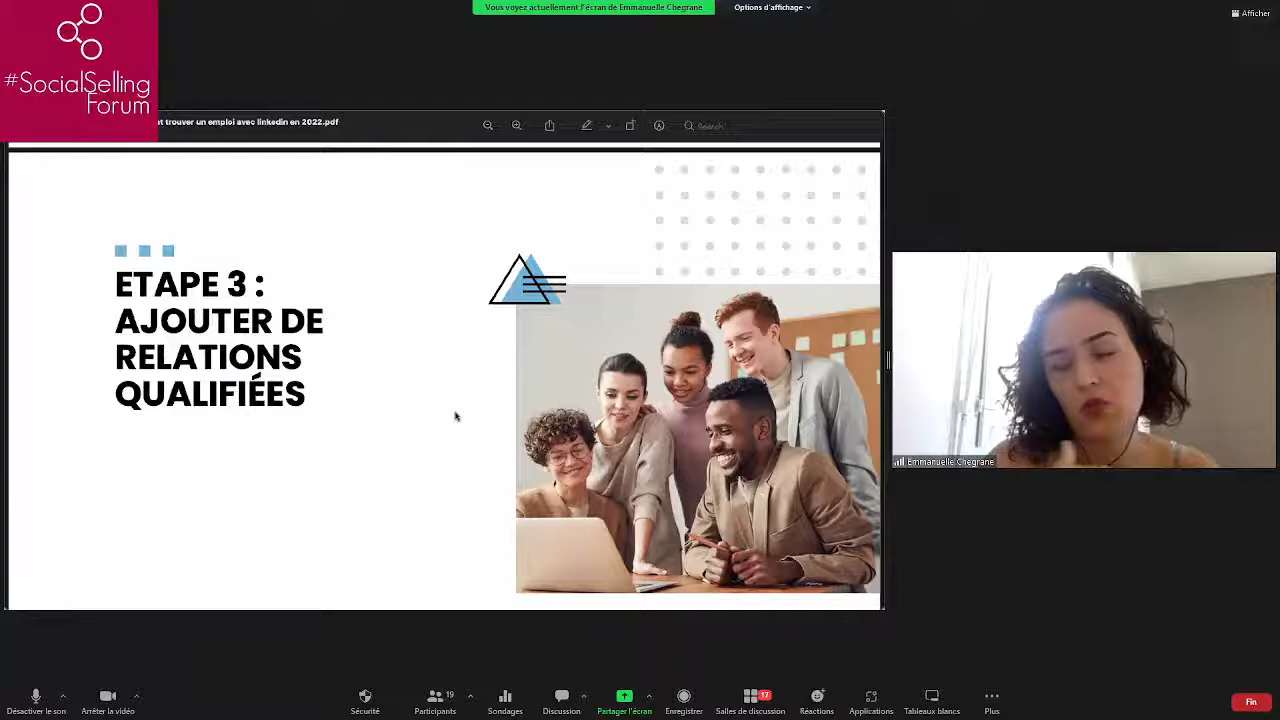 Vous voyez actuellement l'écran de Emmanuelle Chegrane
Options d'affichage
Afficher
#SocialSelling
Forum
t trouver un emploi avec linkedin en 2022.pdf
Search
ETAPE 3 :
AJOUTER DE
RELATIONS
QUALIFIÉES
Emmanuelle Chegrane
19
17
Désactiver le son
Arrêter la vidéo
Sécurité
Participants
Sondages
Discussion
Partager l'écran
Enregistrer
Salles de discussion
Réactions
Applications
Tableaux blancs
Plus
Fin